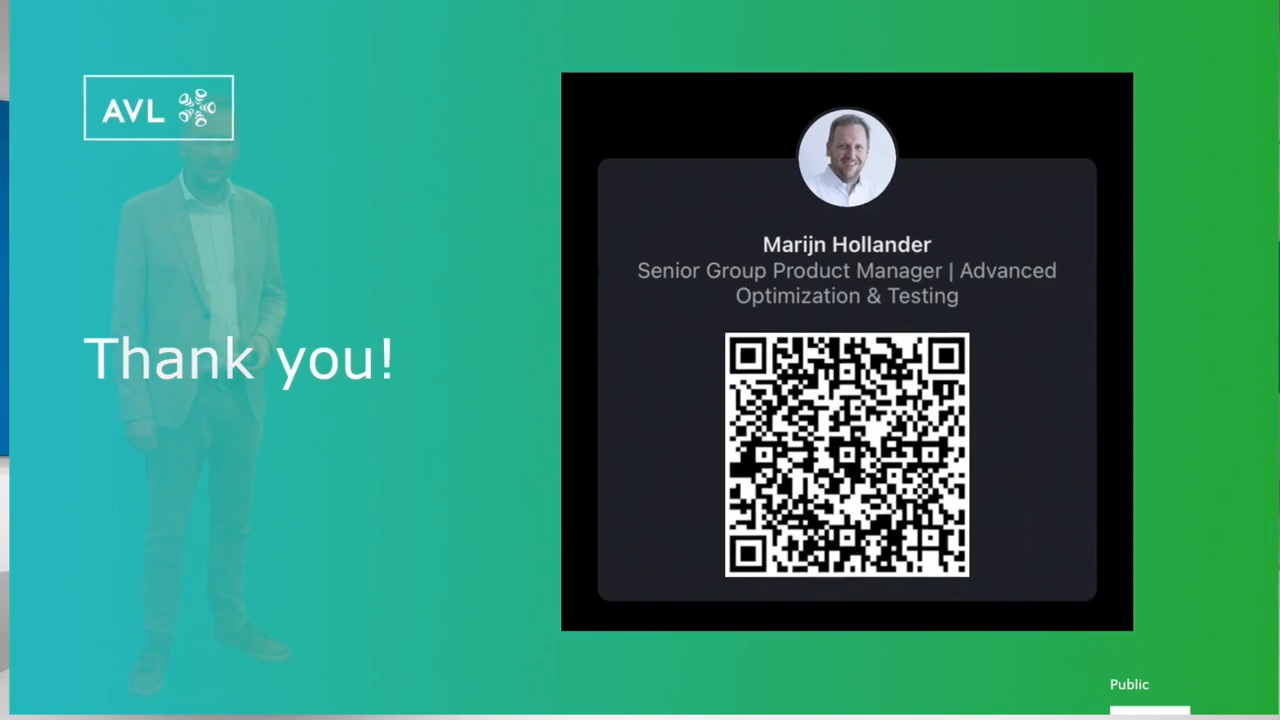 AVL
Thank you!
Marijn Hollander
Senior Group Product Manager | Advanced
Optimization & Testing
Public